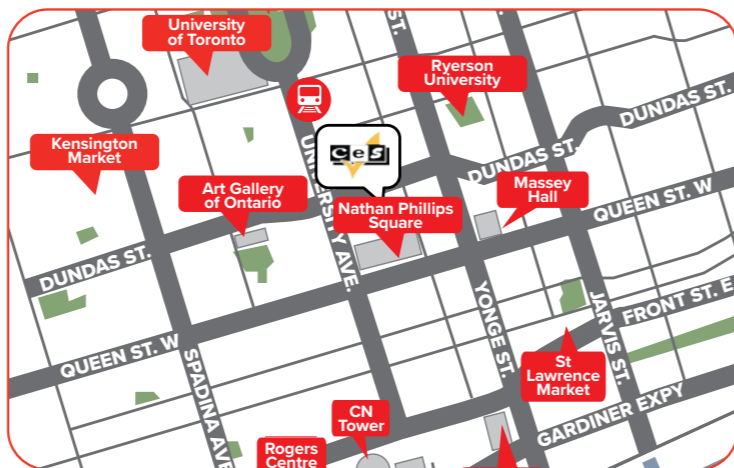 University
of Toronto
ST.
ST.
Ryerson
University
DUNDAS ST.
Kensington
Market
CeS
DUNDAS ST.
UNIVERSITY AVE.
Art Gallery
of Ontario
Massey
Hall
Nathan Phillips
Square
QUEEN ST. W
DUNDAS ST.
YONGE ST.
JARVIS ST.
FRONT ST. E
QUEEN ST. W
SPADINA AVE
St
Lawrence
Market
CN
Tower
GARDINER EXPY
Rogers
Centre